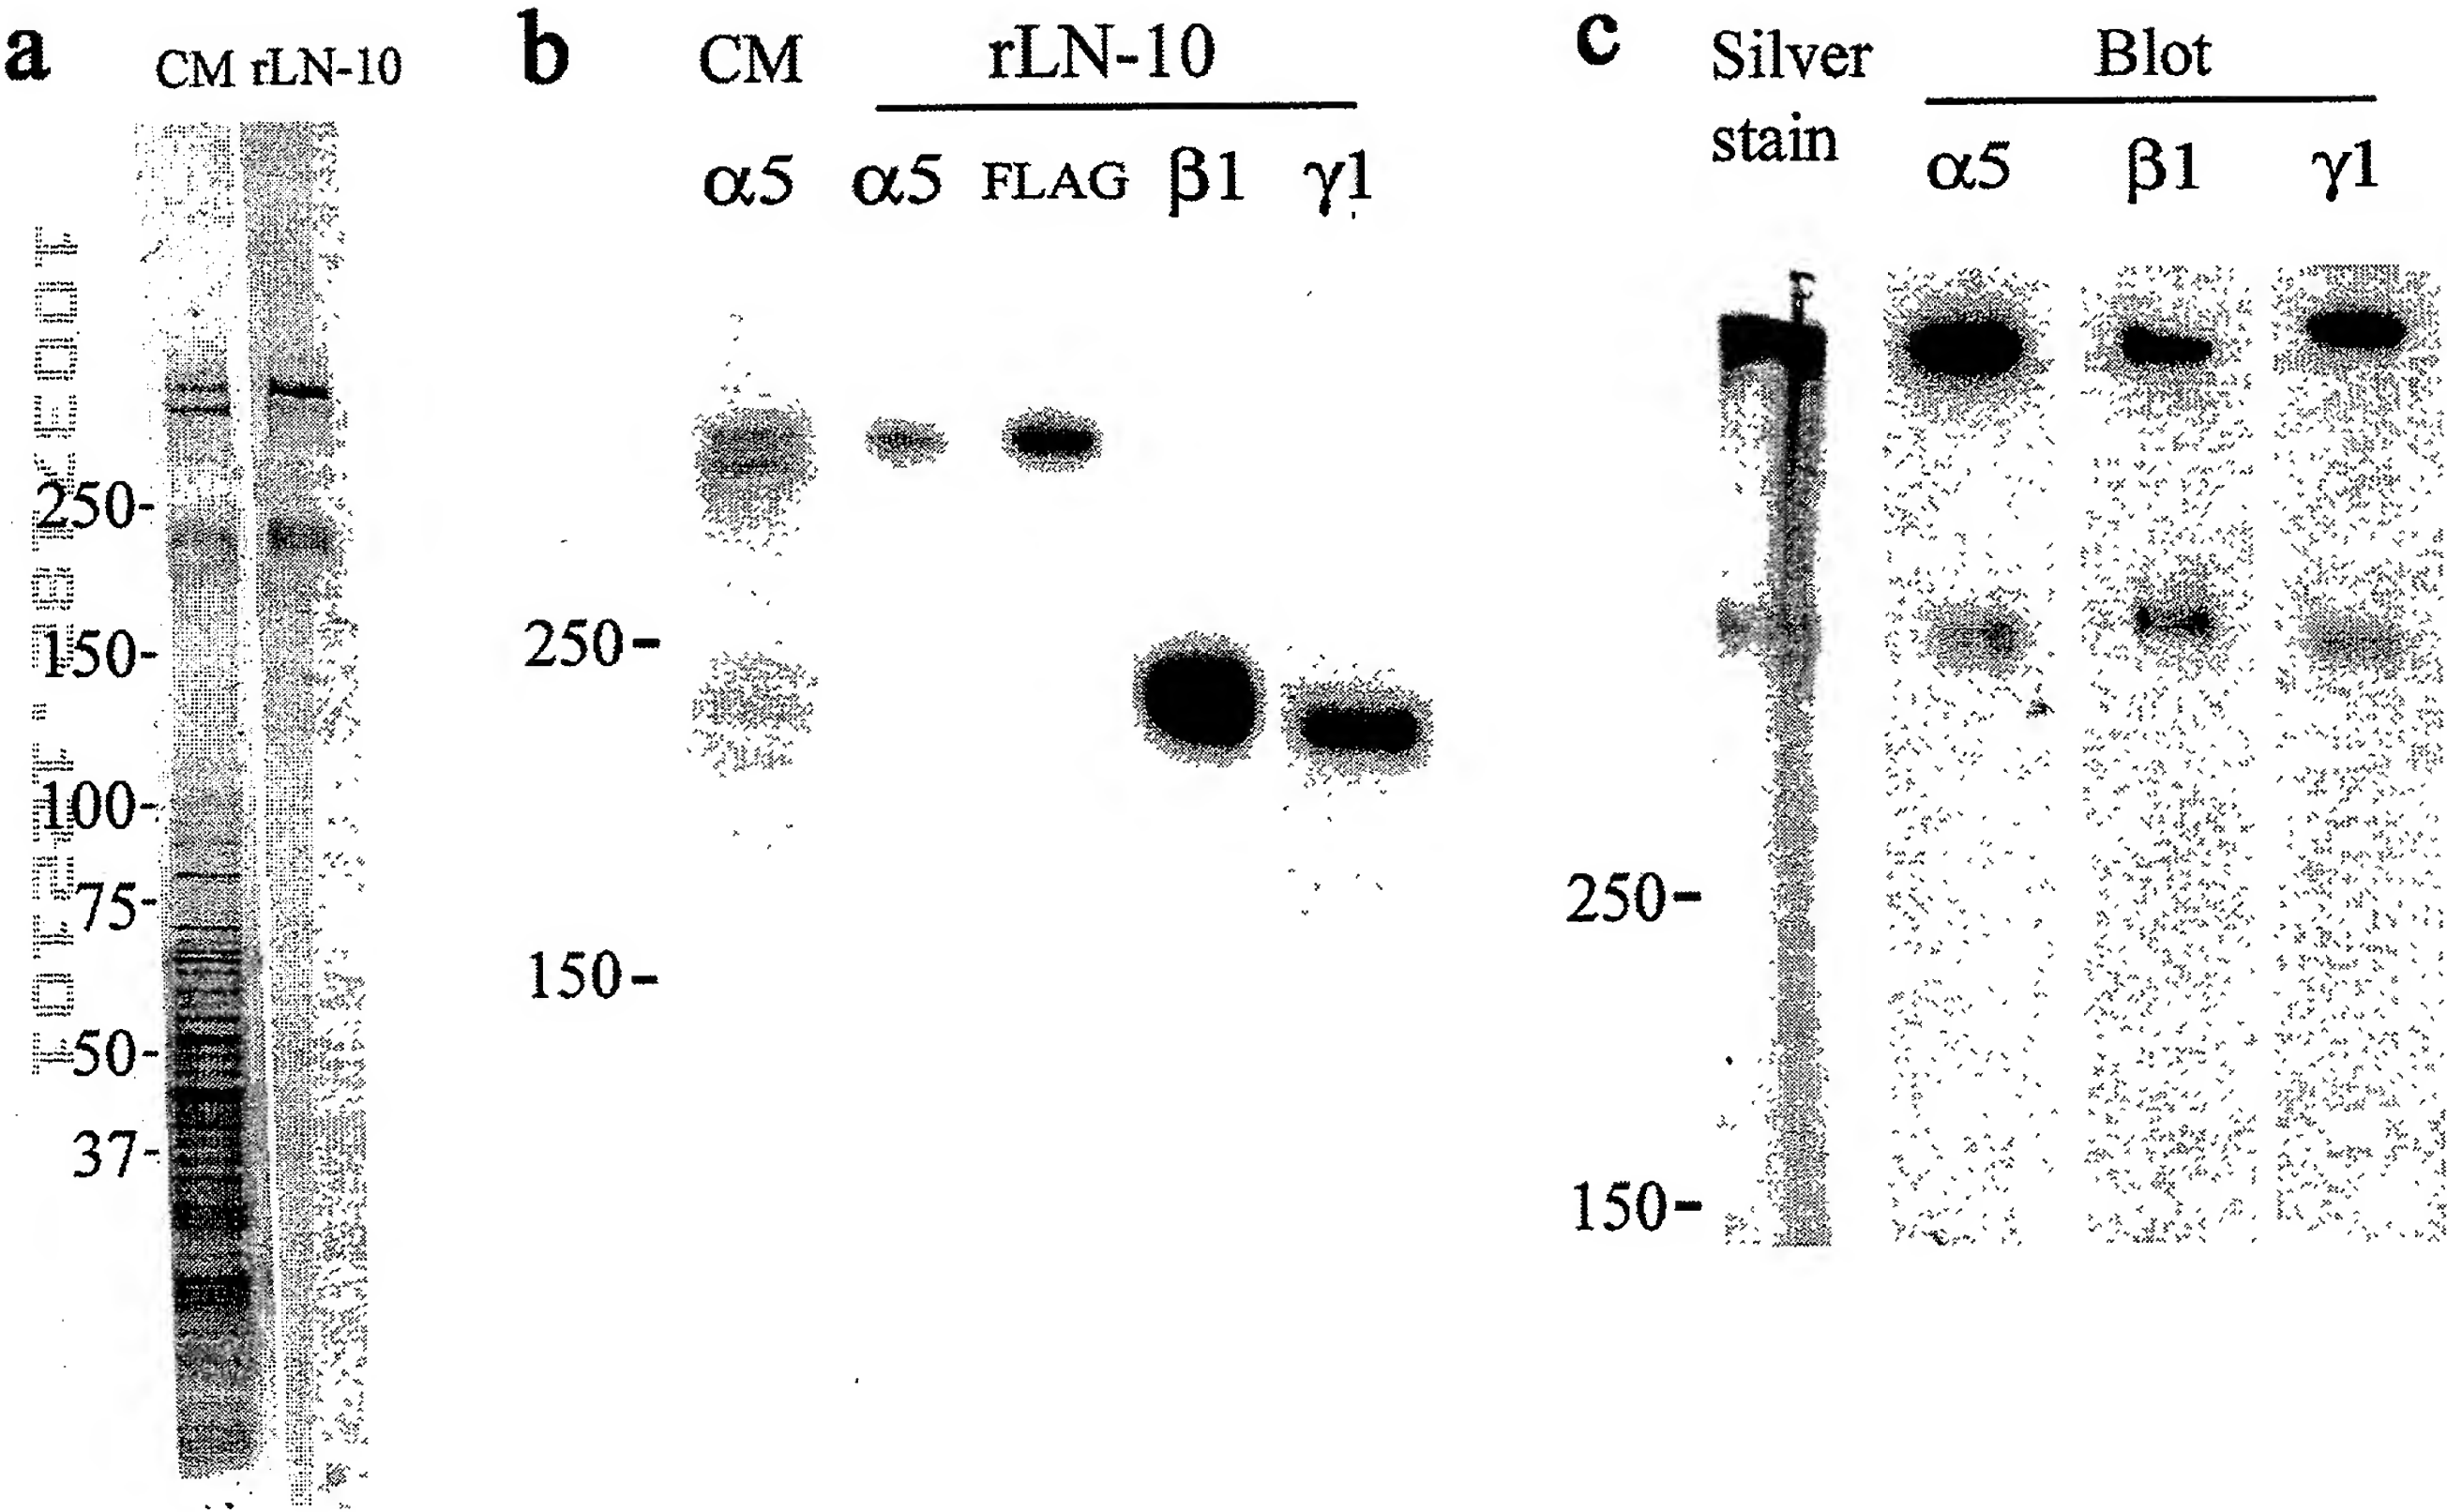 a
CM rLN-10
250-
150-
100-
75-
50-
37-
b
CM rLN-10
α5 α5 FLAG β1 γ1
250-
150-
c
Silver stain
Blot
α5 β1 γ1
250-
150-